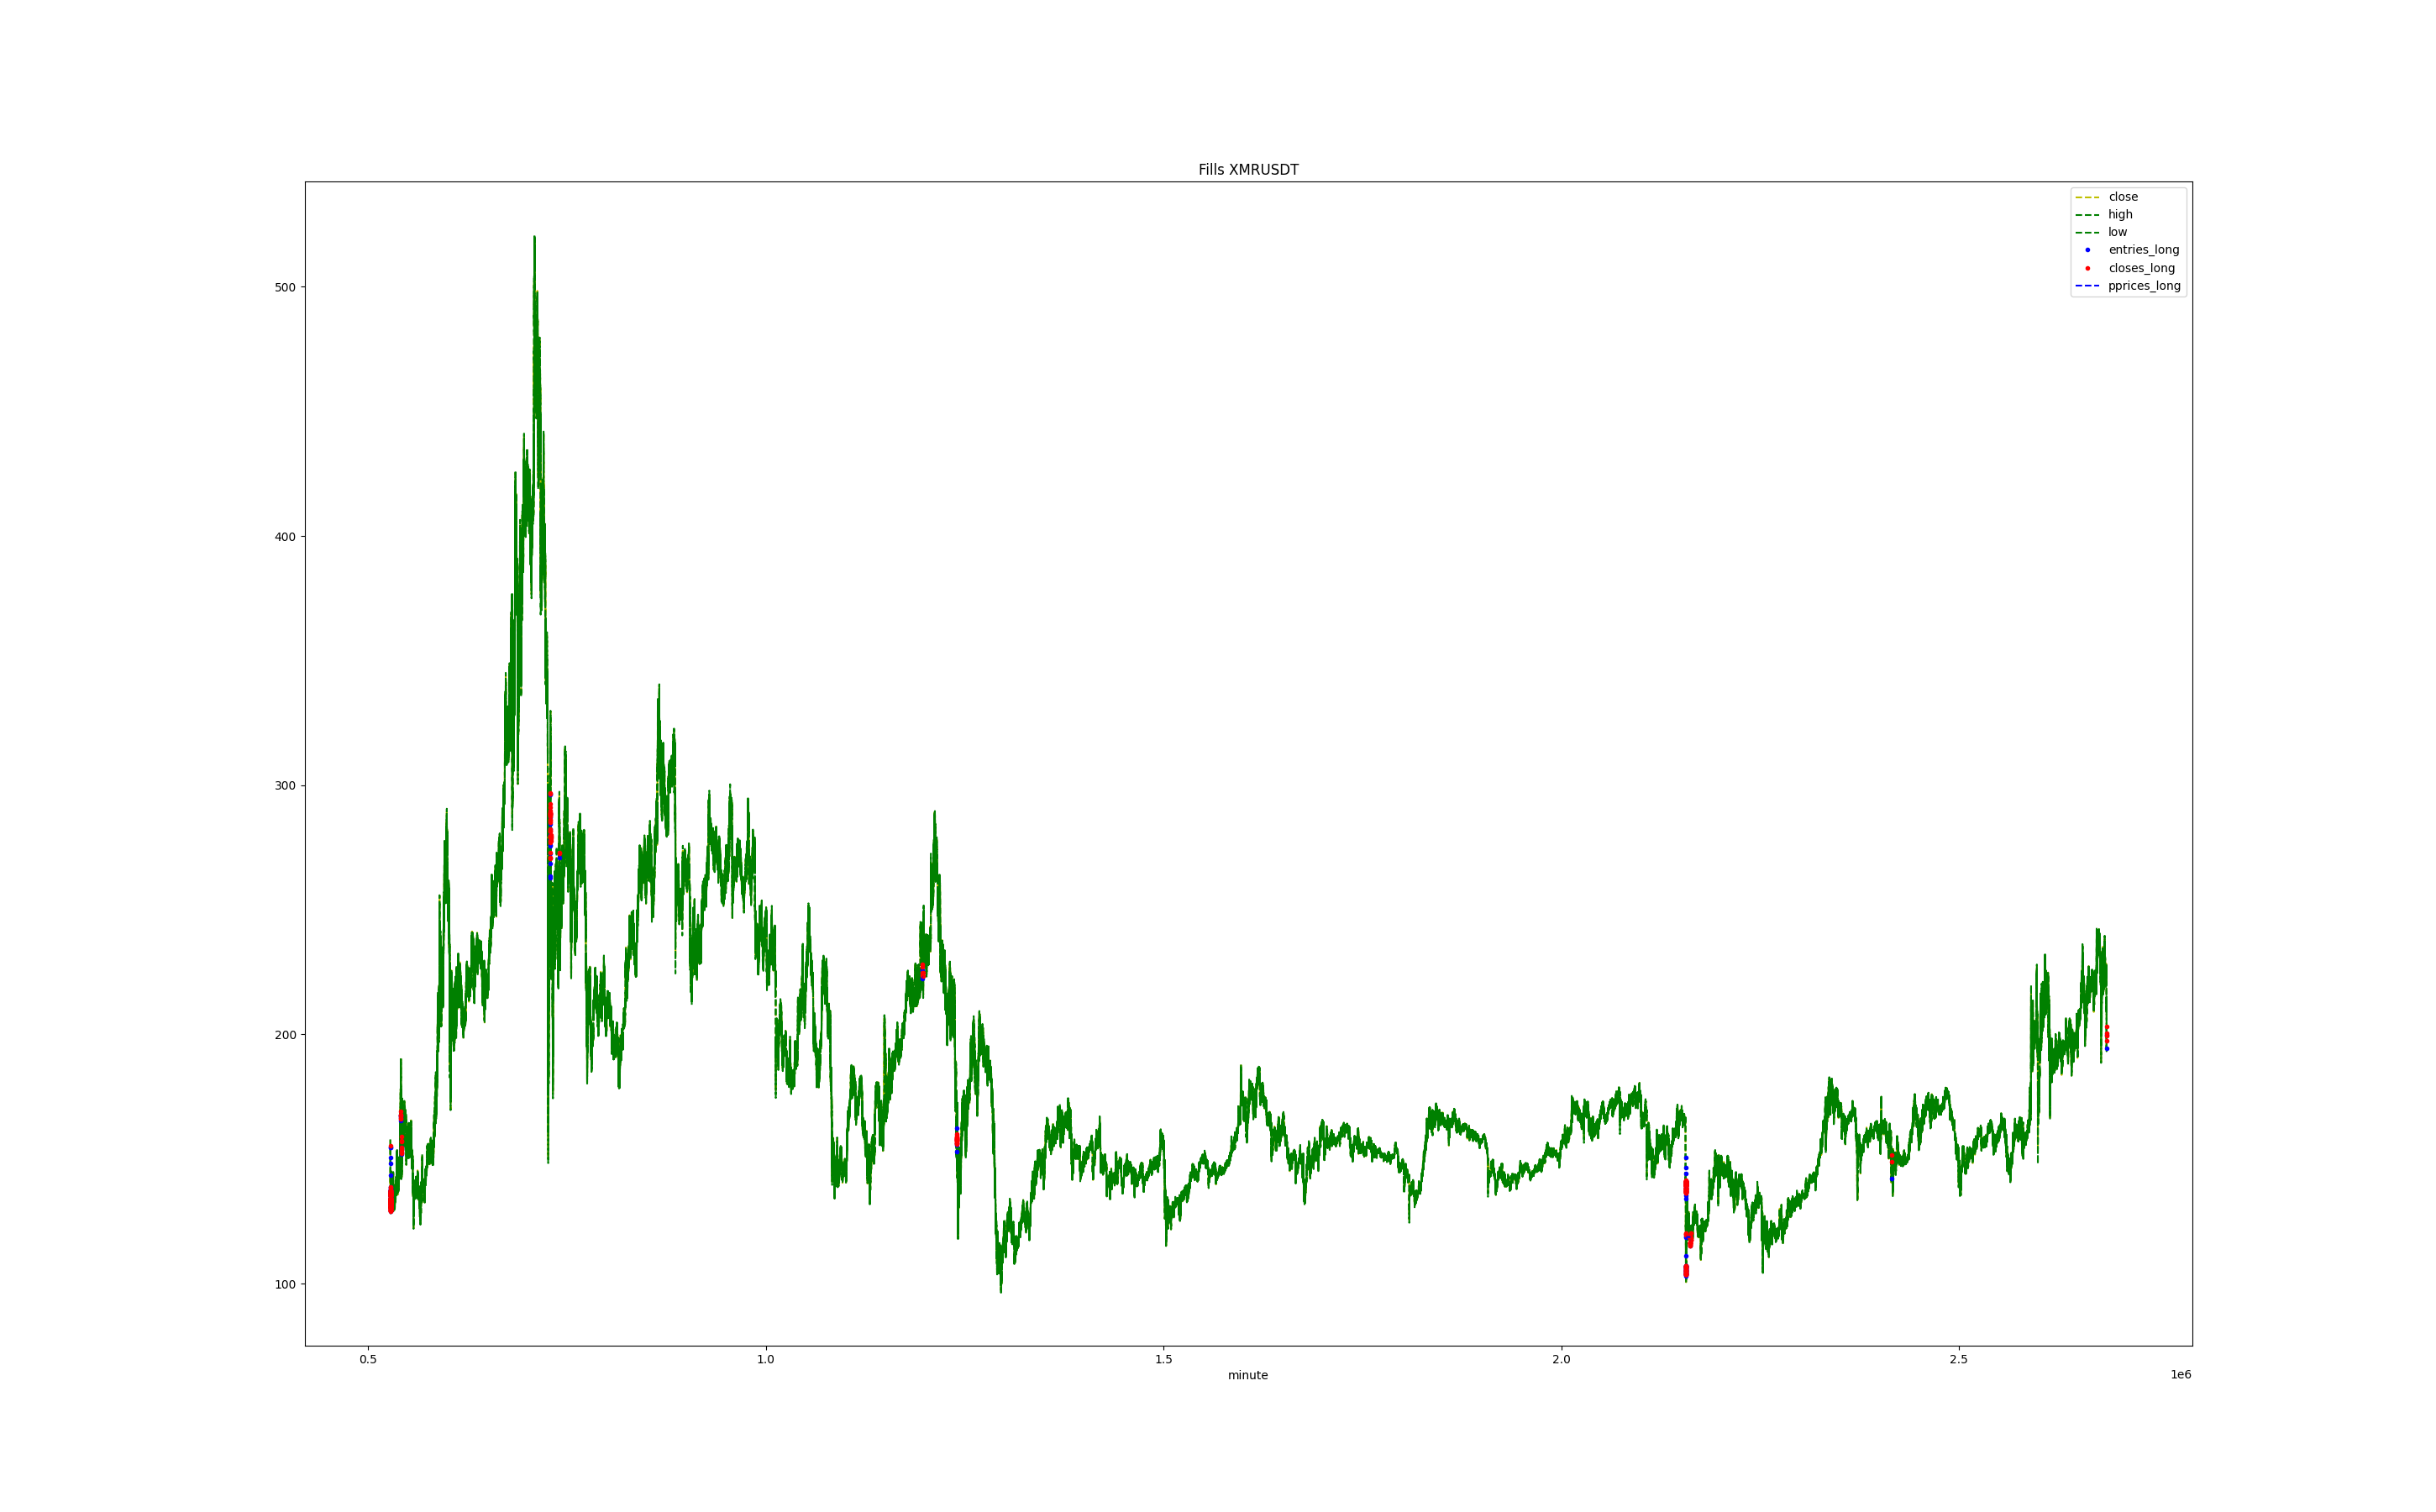 Fills XMRUSDT
close
high
low
entries_long
closes_long
pprices_long
500
400
300
200
100
0.5
1.0
1.5
2.0
2.5
minute
1e6